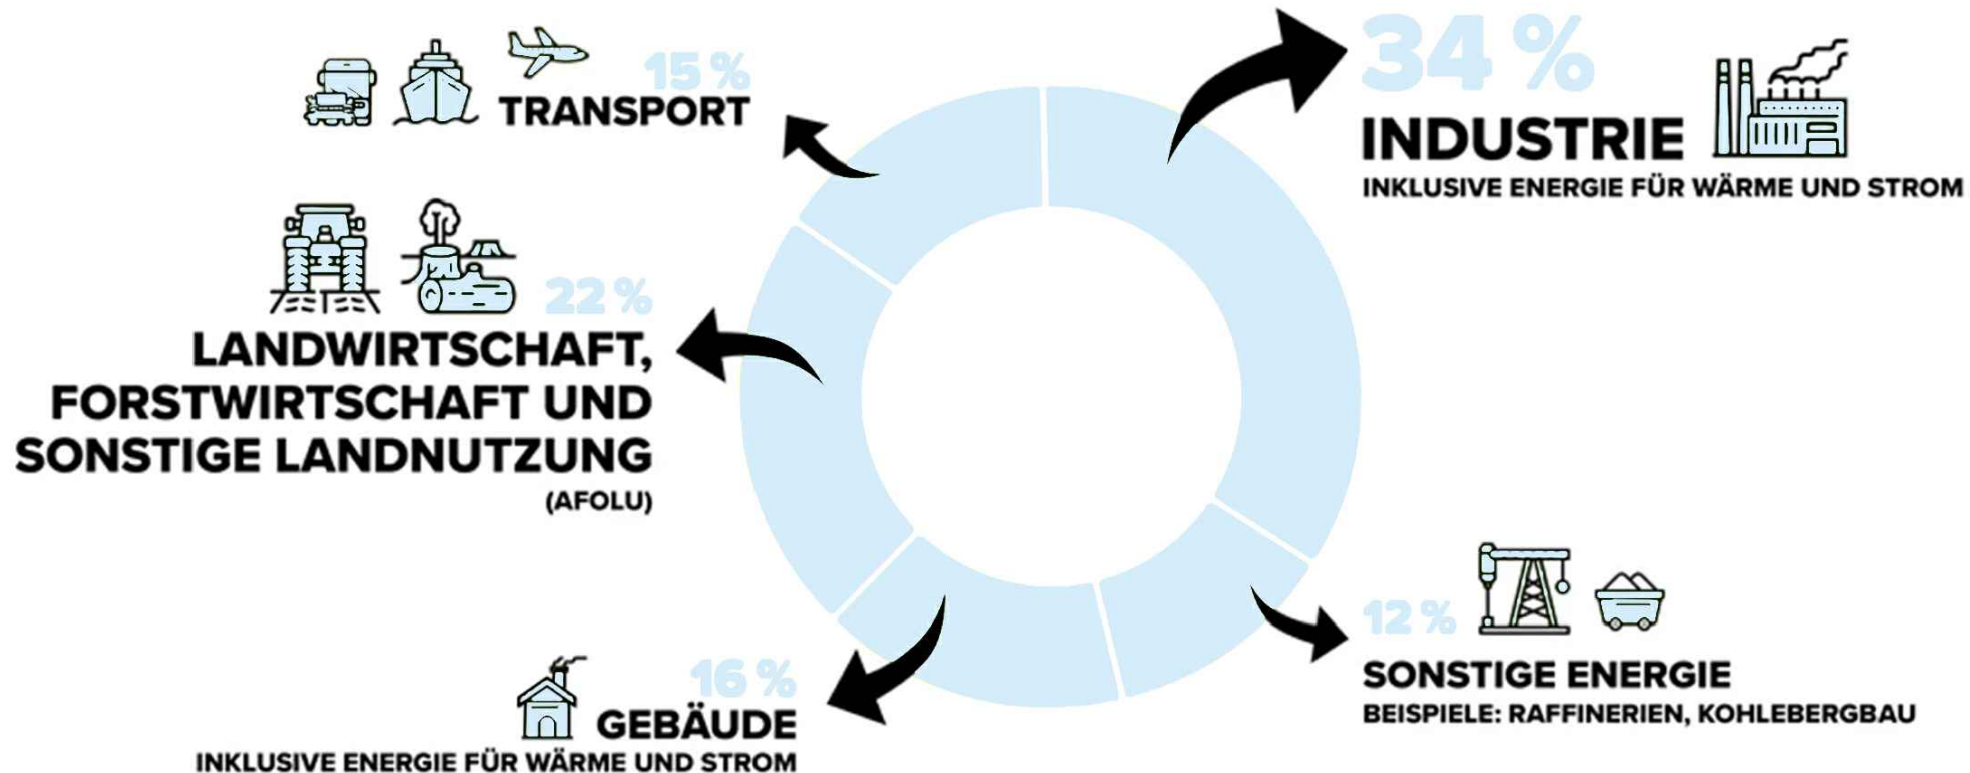 15 %
TRANSPORT
34 %
INDUSTRIE
INKLUSIVE ENERGIE FÜR WÄRME UND STROM
22 %
LANDWIRTSCHAFT,
FORSTWIRTSCHAFT UND
SONSTIGE LANDNUTZUNG
(AFOLU)
12 %
SONSTIGE ENERGIE
BEISPIELE: RAFFINERIEN, KOHLEBERGBAU
16 %
GEBÄUDE
INKLUSIVE ENERGIE FÜR WÄRME UND STROM